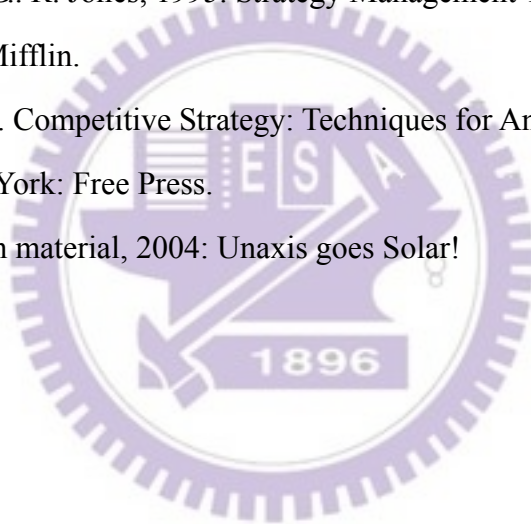 G. R. Jones, 1995. Strategy Management
Mifflin.
. Competitive Strategy: Techniques for An
York: Free Press.
n material, 2004: Unaxis goes Solar!
E S A
1896